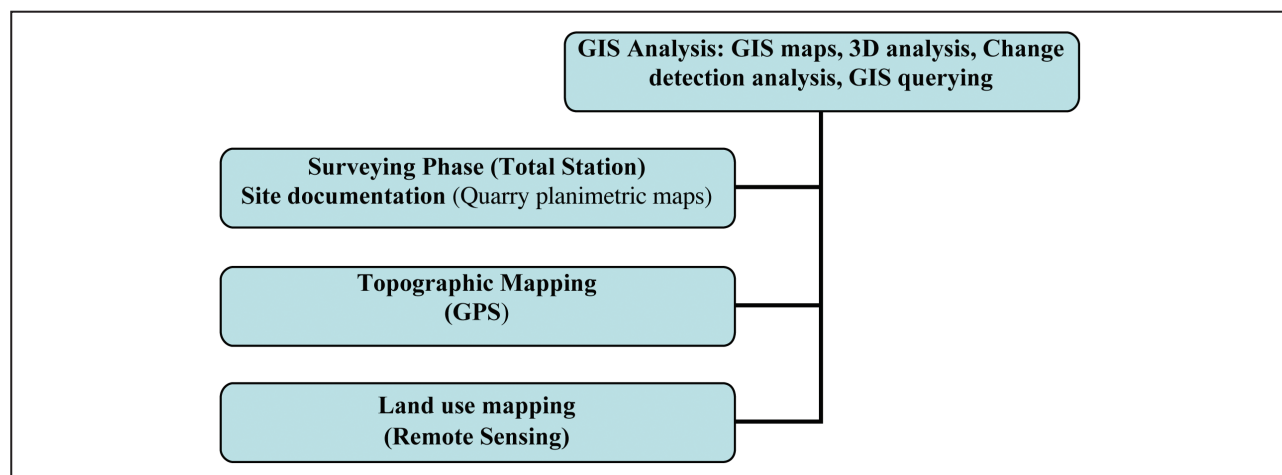 GIS Analysis: GIS maps, 3D analysis, Change
detection analysis, GIS querying
Surveying Phase (Total Station)
Site documentation (Quarry planimetric maps)
Topographic Mapping
(GPS)
Land use mapping
(Remote Sensing)